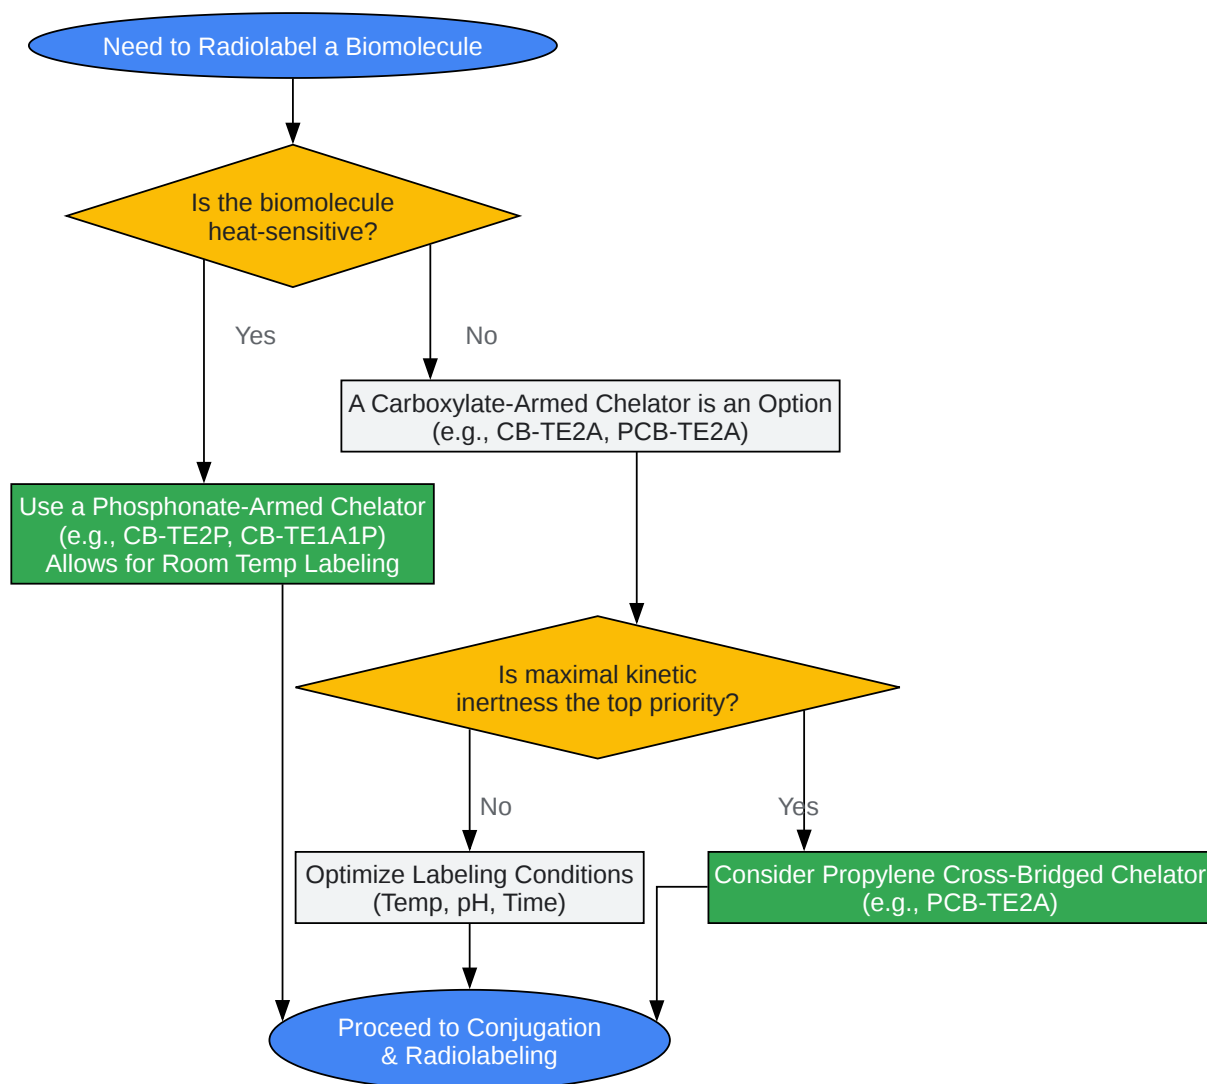 Need to Radiolabel a Biomolecule
Is the biomolecule
heat-sensitive?
Yes
No
A Carboxylate-Armed Chelator is an Option
(e.g., CB-TE2A, PCB-TE2A)
Use a Phosphonate-Armed Chelator
(e.g., CB-TE2P, CB-TE1A1P)
Allows for Room Temp Labeling
Is maximal kinetic
inertness the top priority?
No
Yes
Optimize Labeling Conditions
(Temp, pH, Time)
Consider Propylene Cross-Bridged Chelator
(e.g., PCB-TE2A)
Proceed to Conjugation
& Radiolabeling